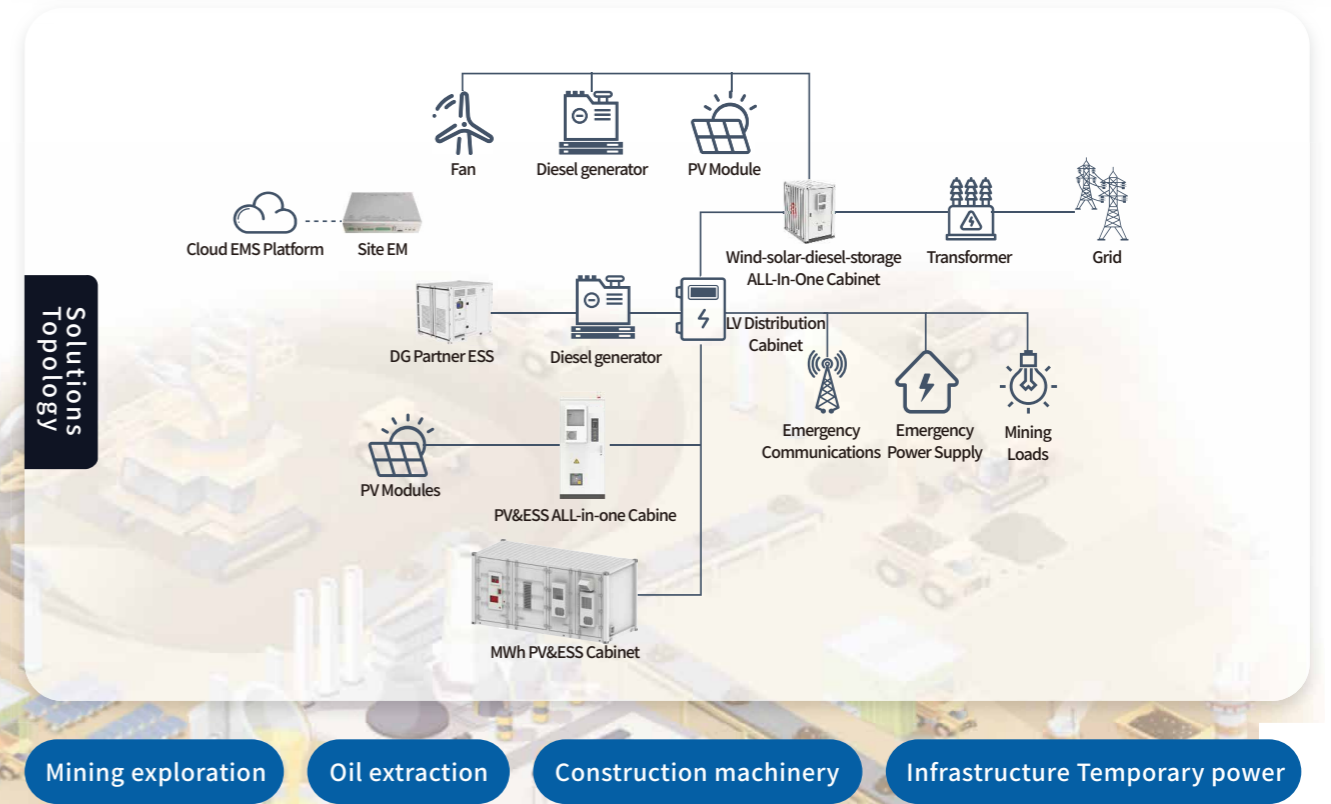 Fan
Diesel generator
PV Module
Cloud EMS Platform
Site EM
Wind-solar-diesel-storage
ALL-In-One Cabinet
Transformer
Grid
Solutions
Topology
DG Partner ESS
Diesel generator
LV Distribution
Cabinet
Emergency
Communications
Emergency
Power Supply
Mining
Loads
PV Modules
PV&ESS ALL-in-one Cabine
MWh PV&ESS Cabinet
Mining exploration
Oil extraction
Construction machinery
Infrastructure Temporary power